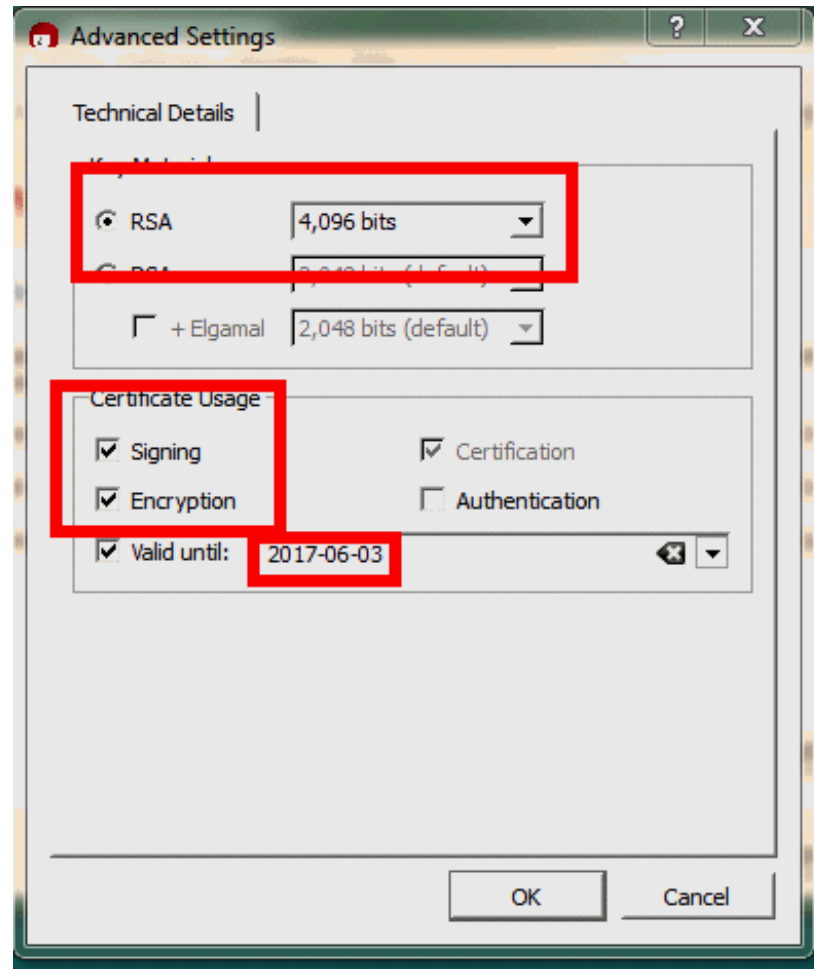 Advanced Settings
Technical Details
RSA 4,096 bits
+ Elgamal 2,048 bits (default)
Certificate Usage
Signing Certification
Encryption Authentication
Valid until: 2017-06-03
OK Cancel